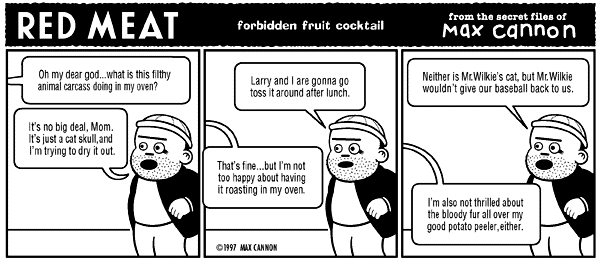 RED MEAT
forbidden fruit cocktail
from the secret files of
Max cannon
Oh my dear god...what is this filthy
animal carcass doing in my oven?
It's no big deal, Mom.
It's just a cat skull,and
I'm trying to dry it out.
Larry and I are gonna go
toss it around after lunch.
That's fine...but I'm not
too happy about having
it roasting in my oven.
©1997 MAX CANNON
Neither is Mr.Wilkie's cat, but Mr.Wilkie
wouldn't give our baseball back to us.
I'm also not thrilled about
the bloody fur all over my
good potato peeler,either.